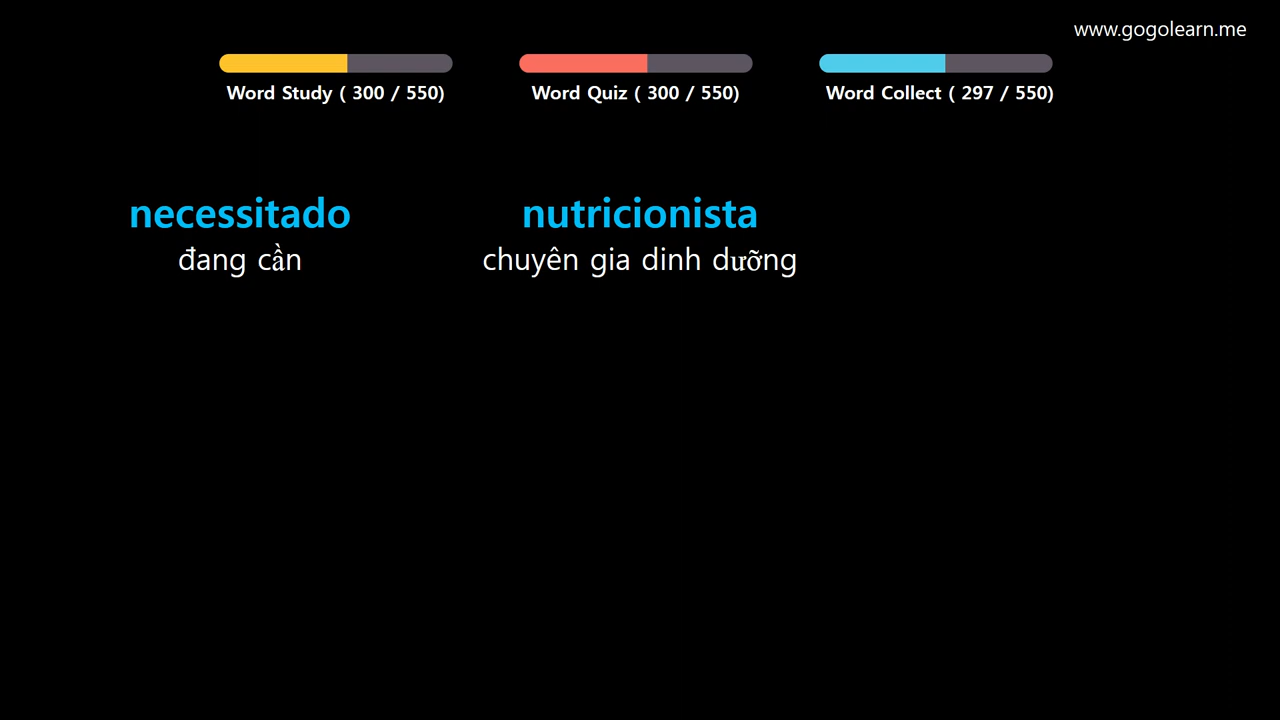 www.gogolearn.me
Word Study ( 300 / 550)
Word Quiz ( 300 / 550)
Word Collect ( 297 / 550)
necessitado
đang cần
nutricionista
chuyên gia dinh dưỡng